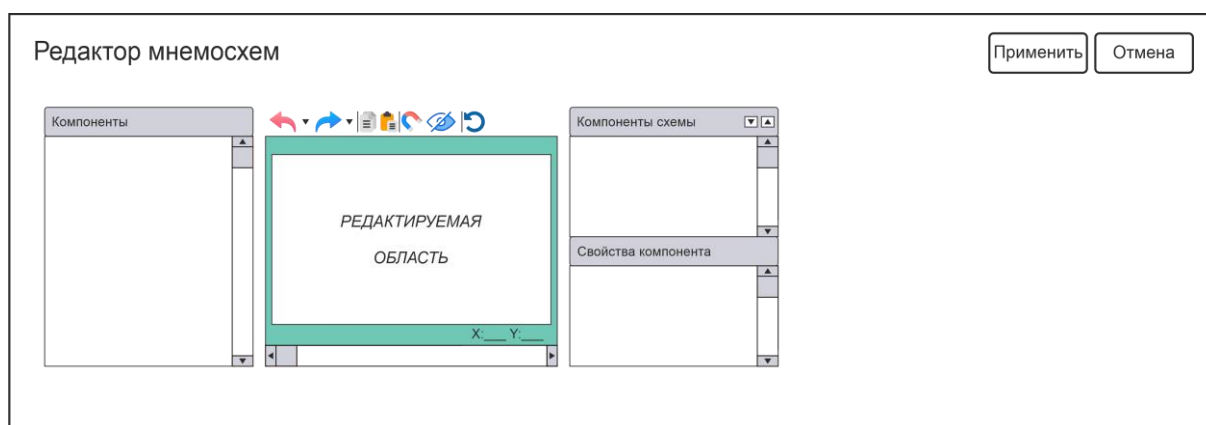 Редактор мнемосхем
Применить
Отмена
Компоненты
Компоненты схемы
РЕДАКТИРУЕМАЯ
ОБЛАСТЬ
Свойства компонента
X:___ Y:___